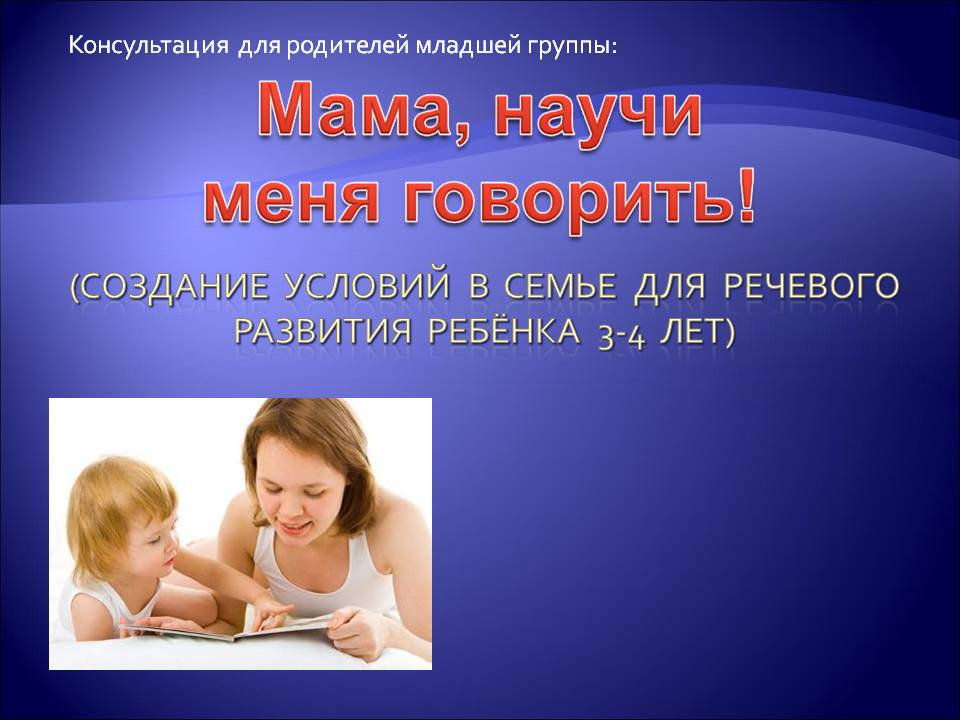 Консультация для родителей младшей группы:
Мама, научи
меня говорить!
(СОЗДАНИЕ УСЛОВИЙ В СЕМЬЕ ДЛЯ РЕЧЕВОГО
РАЗВИТИЯ РЕБЁНКА 3-4 ЛЕТ)